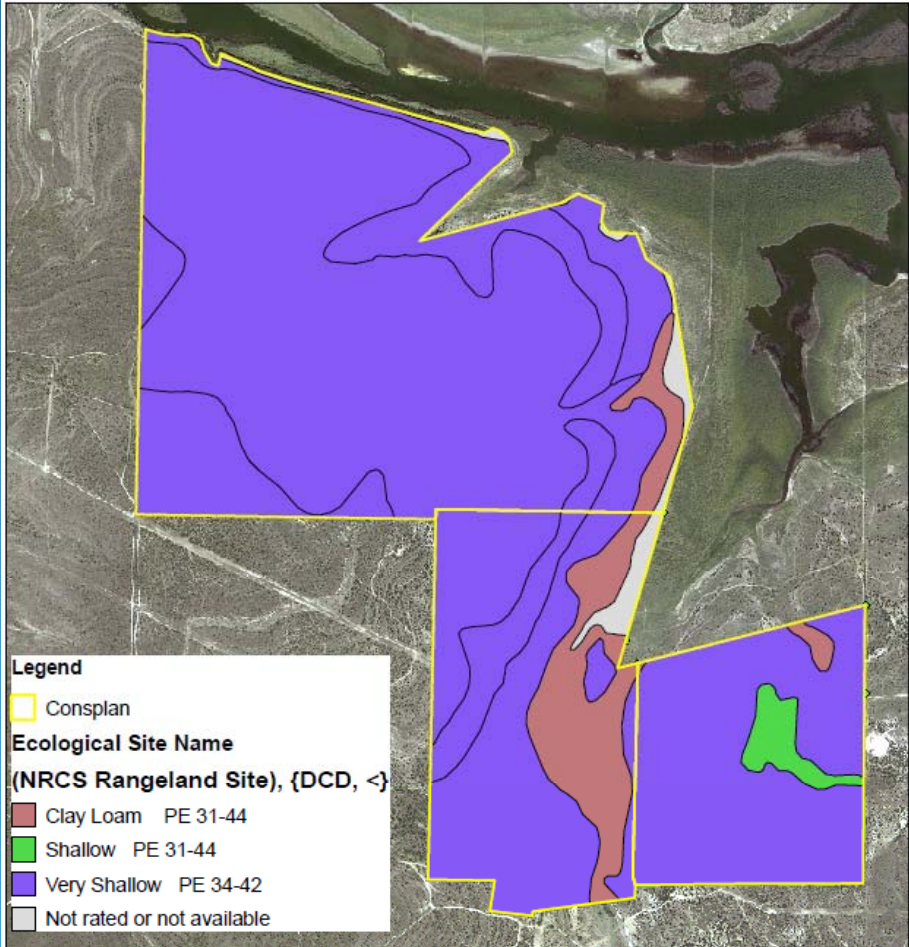 Legend
Consplan
Ecological Site Name
(NRCS Rangeland Site), {DCD, <}
Clay Loam PE 31-44
Shallow PE 31-44
Very Shallow PE 34-42
Not rated or not available